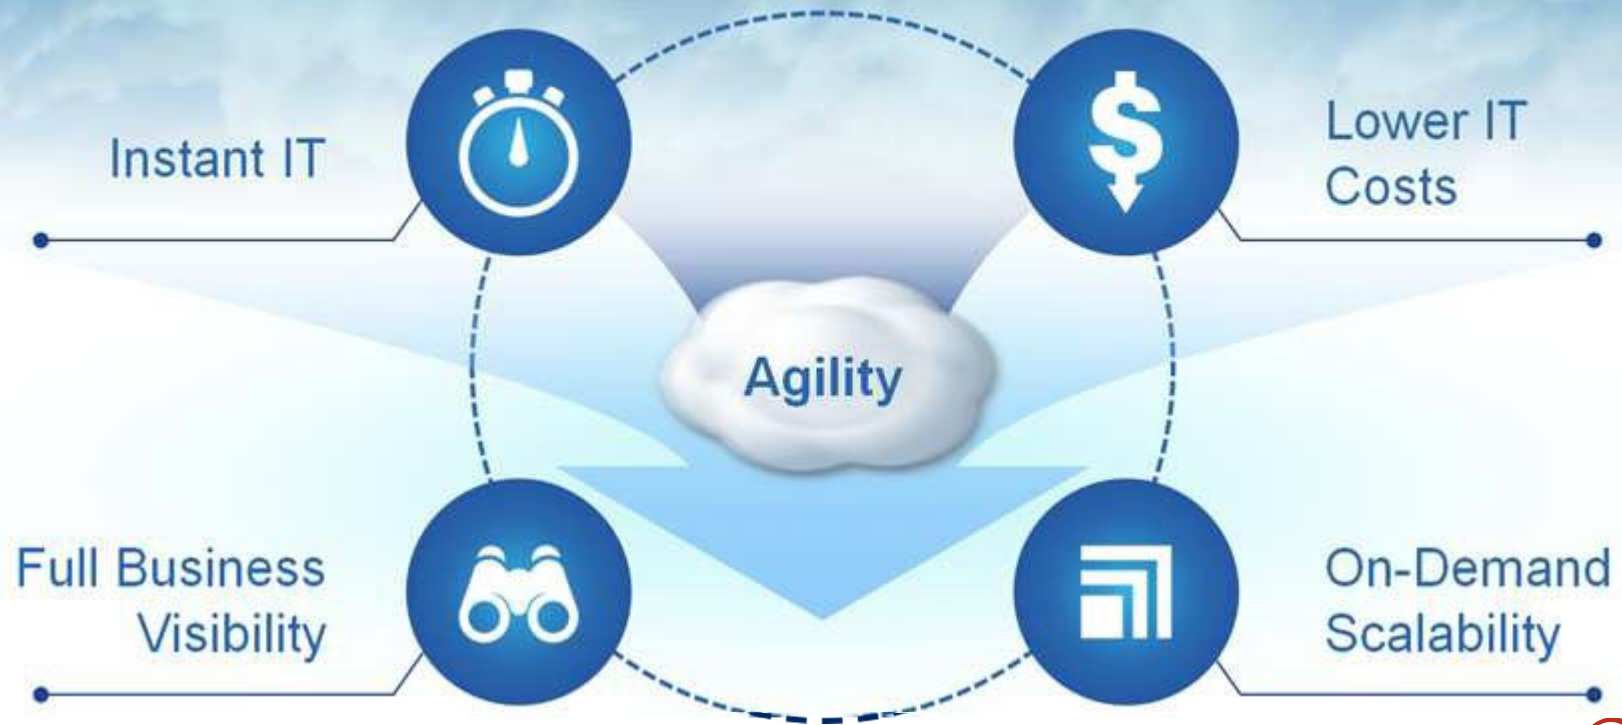 Instant IT
Lower IT
Costs
Agility
Full Business
Visibility
On-Demand
Scalability